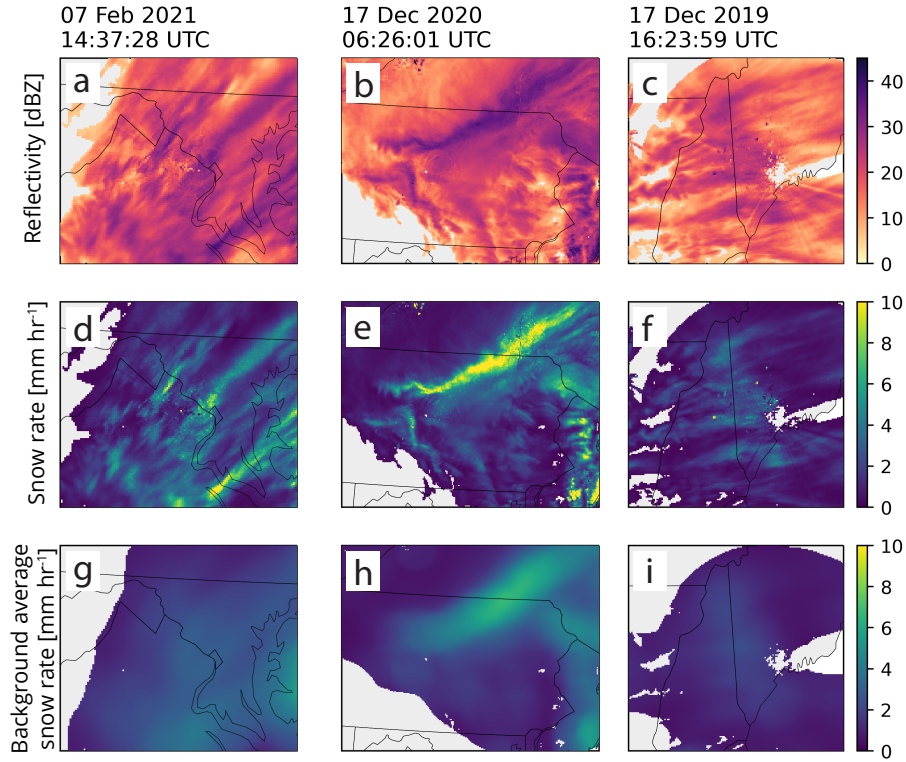 07 Feb 2021
14:37:28 UTC
17 Dec 2020
06:26:01 UTC
17 Dec 2019
16:23:59 UTC
Reflectivity [dBZ]
a
b
c
40
30
20
10
0
Snow rate [mm hr⁻¹]
d
e
f
10
8
6
4
2
0
Background average
snow rate [mm hr⁻¹]
g
h
i
10
8
6
4
2
0